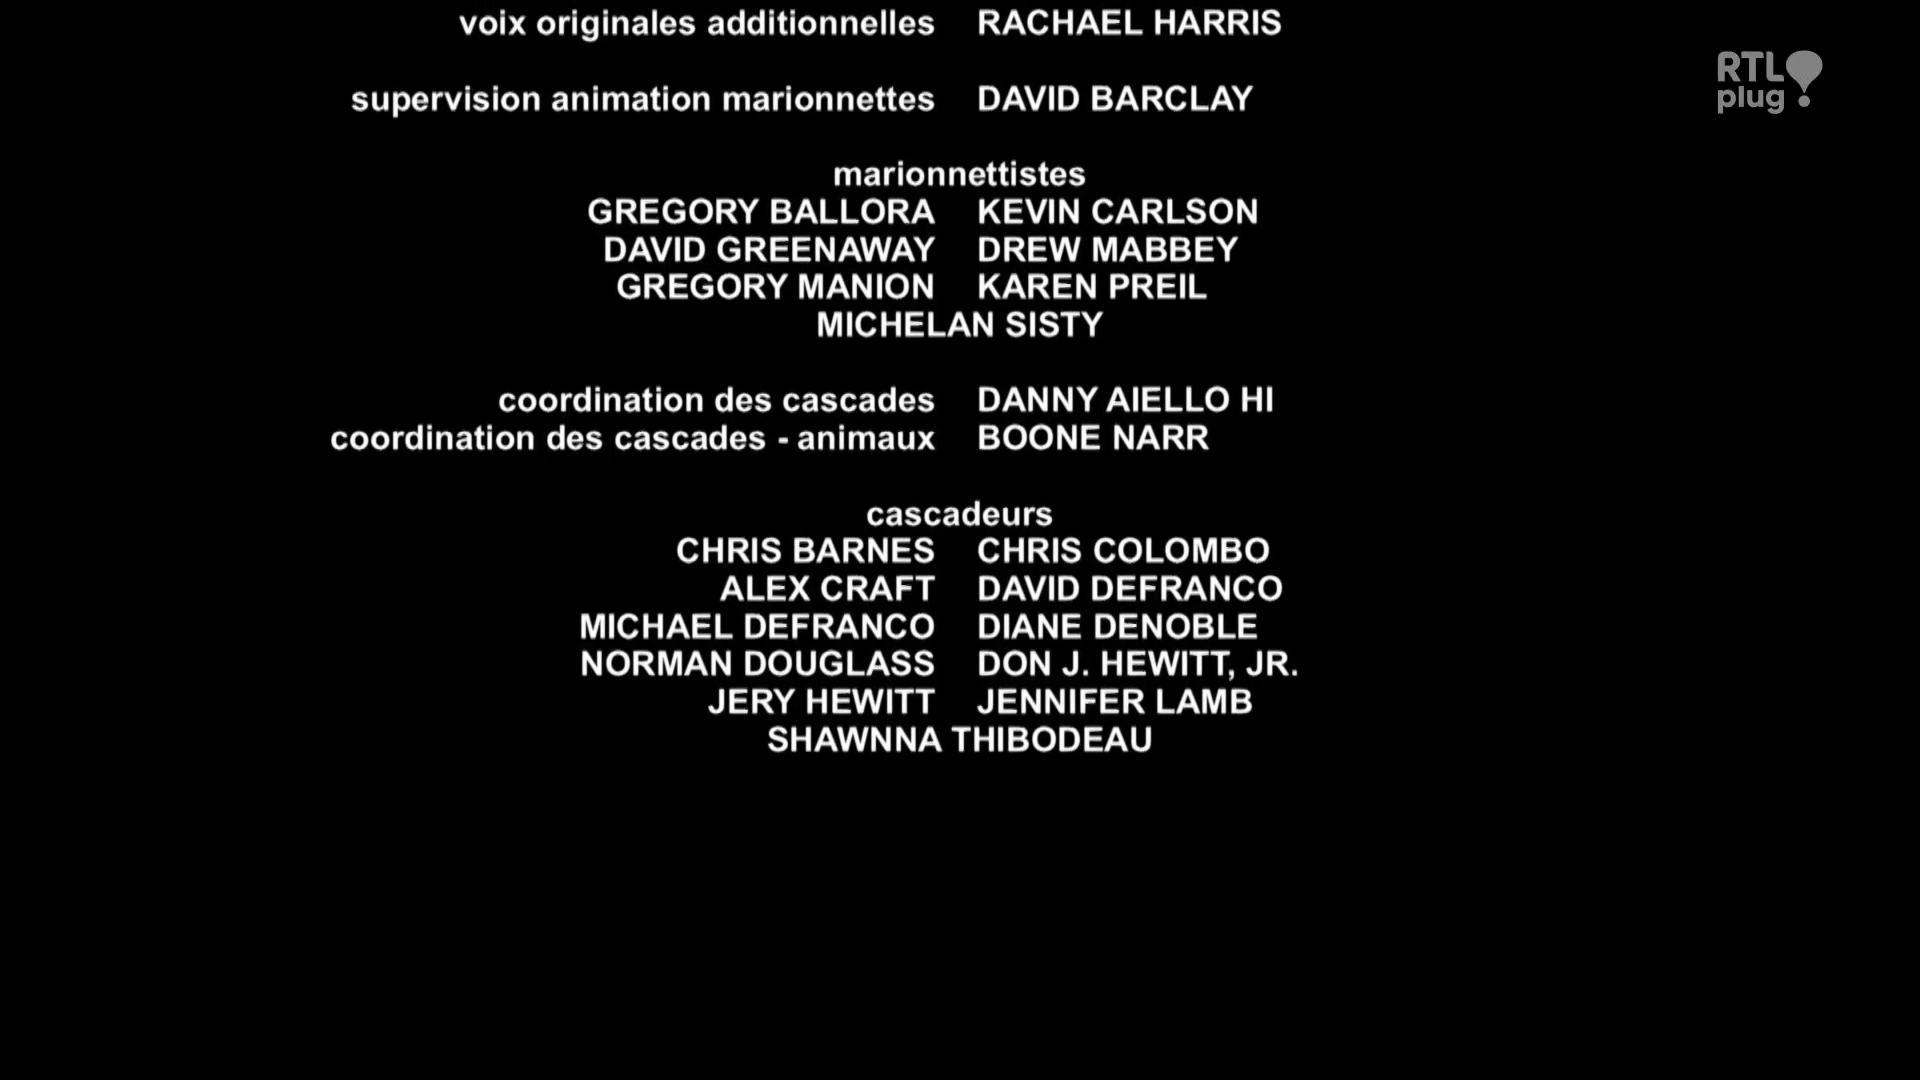 voix originales additionnelles RACHAEL HARRIS
RTL
plug
supervision animation marionnettes DAVID BARCLAY
marionnettistes
GREGORY BALLORA KEVIN CARLSON
DAVID GREENAWAY DREW MABBEY
GREGORY MANION KAREN PREIL
MICHELAN SISTY
coordination des cascades DANNY AIELLO HI
coordination des cascades - animaux BOONE NARR
cascadeurs
CHRIS BARNES CHRIS COLOMBO
ALEX CRAFT DAVID DEFRANCO
MICHAEL DEFRANCO DIANE DENOBLE
NORMAN DOUGLASS DON J. HEWITT, JR.
JERY HEWITT JENNIFER LAMB
SHAWNNA THIBODEAU